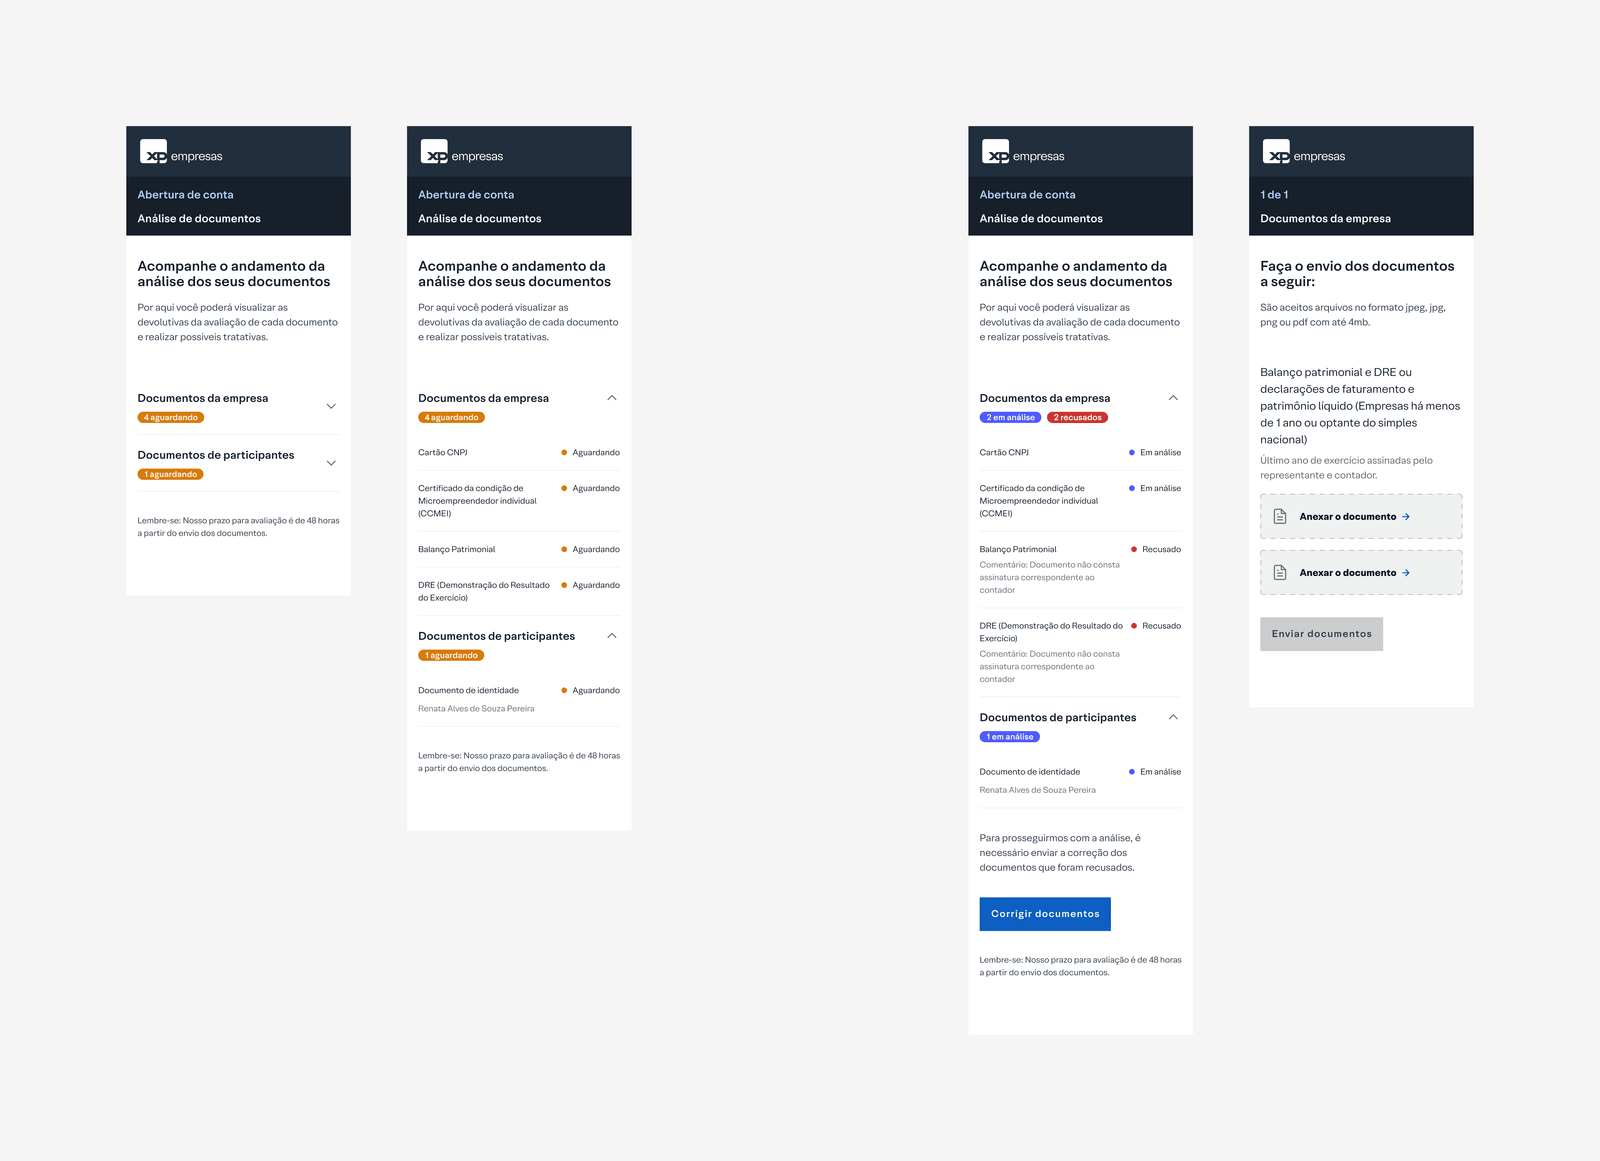 xp empresas
Abertura de conta
Análise de documentos
Acompanhe o andamento da
análise dos seus documentos
Por aqui você poderá visualizar as
devolutivas da avaliação de cada documento
e realizar possíveis tratativas.
Documentos da empresa
4 aguardando
Documentos de participantes
1 aguardando
Lembre-se: Nosso prazo para avaliação é de 48 horas
a partir do envio dos documentos.
xp empresas
Abertura de conta
Análise de documentos
Acompanhe o andamento da
análise dos seus documentos
Por aqui você poderá visualizar as
devolutivas da avaliação de cada documento
e realizar possíveis tratativas.
Documentos da empresa
4 aguardando
Cartão CNPJ Aguardando
Certificado da condição de Aguardando
Microempreendedor individual
(CCMEI)
Balanço Patrimonial Aguardando
DRE (Demonstração do Resultado Aguardando
do Exercício)
Documentos de participantes
1 aguardando
Documento de identidade Aguardando
Renata Alves de Souza Pereira
Lembre-se: Nosso prazo para avaliação é de 48 horas
a partir do envio dos documentos.
xp empresas
Abertura de conta
Análise de documentos
Acompanhe o andamento da
análise dos seus documentos
Por aqui você poderá visualizar as
devolutivas da avaliação de cada documento
e realizar possíveis tratativas.
Documentos da empresa
2 em análise 2 recusados
Cartão CNPJ Em análise
Certificado da condição de Em análise
Microempreendedor individual
(CCMEI)
Balanço Patrimonial Recusado
Comentário: Documento não consta
assinatura correspondente ao
contador
DRE (Demonstração do Resultado do Recusado
Exercício)
Comentário: Documento não consta
assinatura correspondente ao
contador
Documentos de participantes
1 em análise
Documento de identidade Em análise
Renata Alves de Souza Pereira
Para prosseguirmos com a análise, é
necessário enviar a correção dos
documentos que foram recusados.
Corrigir documentos
Lembre-se: Nosso prazo para avaliação é de 48 horas
a partir do envio dos documentos.
xp empresas
1 de 1
Documentos da empresa
Faça o envio dos documentos
a seguir:
São aceitos arquivos no formato jpeg, jpg,
png ou pdf com até 4mb.
Balanço patrimonial e DRE ou
declarações de faturamento e
patrimônio líquido (Empresas há menos
de 1 ano ou optante do simples
nacional)
Último ano de exercício assinadas pelo
representante e contador.
Anexar o documento →
Anexar o documento →
Enviar documentos